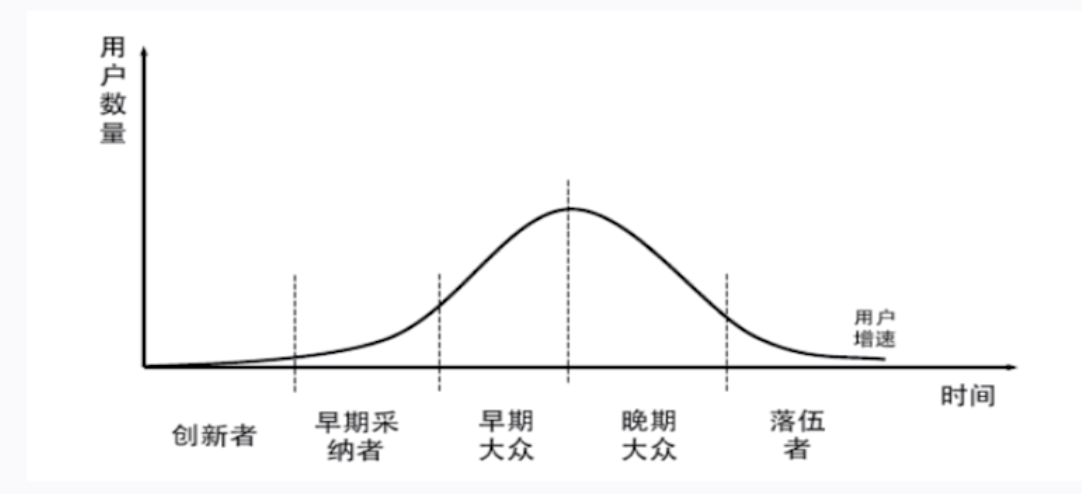 用户数量
用户
增速
时间
创新者
早期采
纳者
早期
大众
晚期
大众
落伍
者